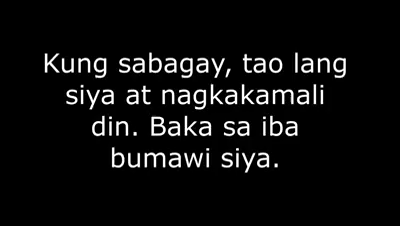 Kung sabagay, tao lang
siya at nagkakamali
din. Baka sa iba
bumawi siya.